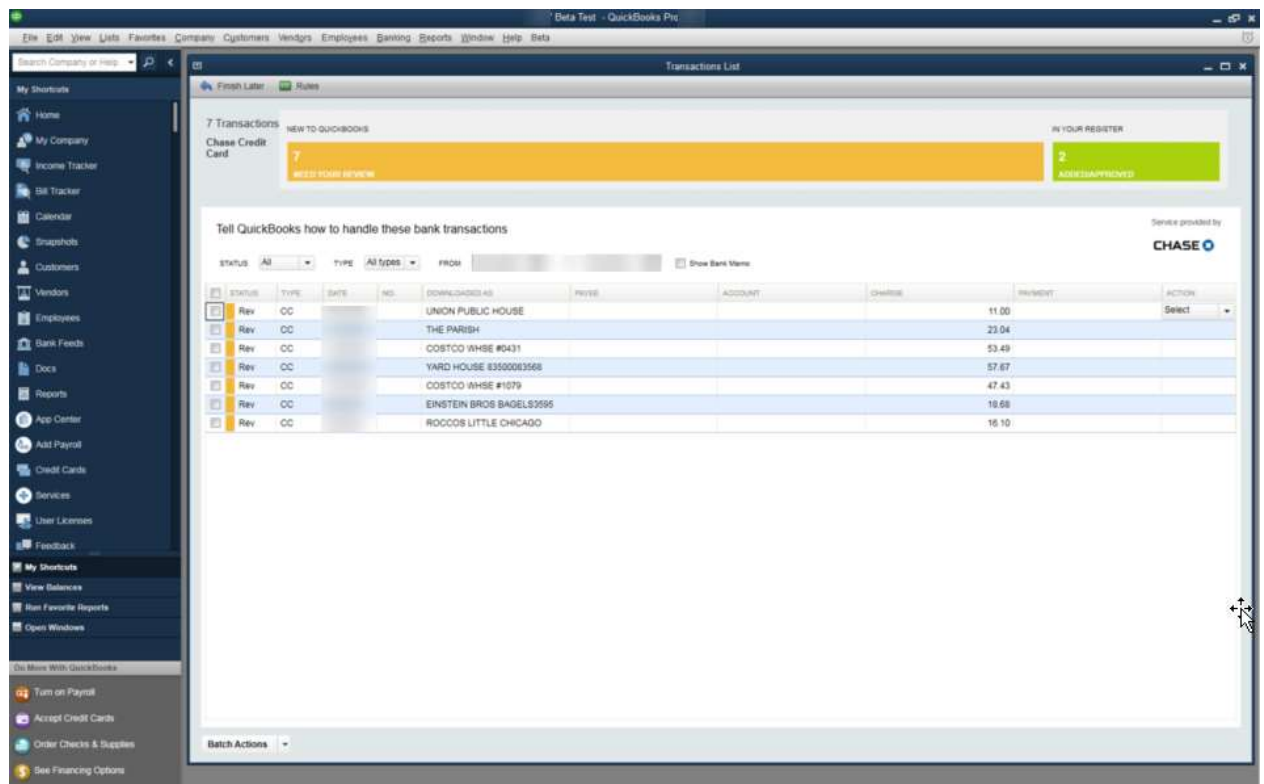 Beta Test - QuickBooks Pro
File Edit View Lists Favorites Company Customers Vendors Employees Banking Reports Window Help Beta
Search Company or Help
My Shortcuts
Home
My Company
Income Tracker
Bill Tracker
Calendar
Snapshots
Customers
Vendors
Employees
Bank Feeds
Docs
Reports
App Center
Add Payroll
Credit Cards
Services
User Licenses
Feedback
My Shortcuts
View Balances
Run Favorite Reports
Open Windows
Do More With QuickBooks
Turn on Payroll
Accept Credit Cards
Order Checks & Supplies
See Financing Options
Transactions List
Finish Later Rules
7 Transactions
Chase Credit
Card
NEW TO QUICKBOOKS
7
NEED YOUR REVIEW
IN YOUR REGISTER
2
ADDED/APPROVED
Tell QuickBooks how to handle these bank transactions
Service provided by
CHASE
STATUS All TYPE All types FROM Show Bank Memo
STATUS TYPE DATE NO. DOWNLOADED AS PAYEE ACCOUNT CHARGE PAYMENT ACTION
Rev CC UNION PUBLIC HOUSE 11.00 Select
Rev CC THE PARISH 23.04
Rev CC COSTCO WHSE #0431 53.49
Rev CC YARD HOUSE 83500083568 57.67
Rev CC COSTCO WHSE #1079 47.43
Rev CC EINSTEIN BROS BAGELS3595
Rev CC ROCCOS LITTLE CHICAGO 16.10
Batch Actions